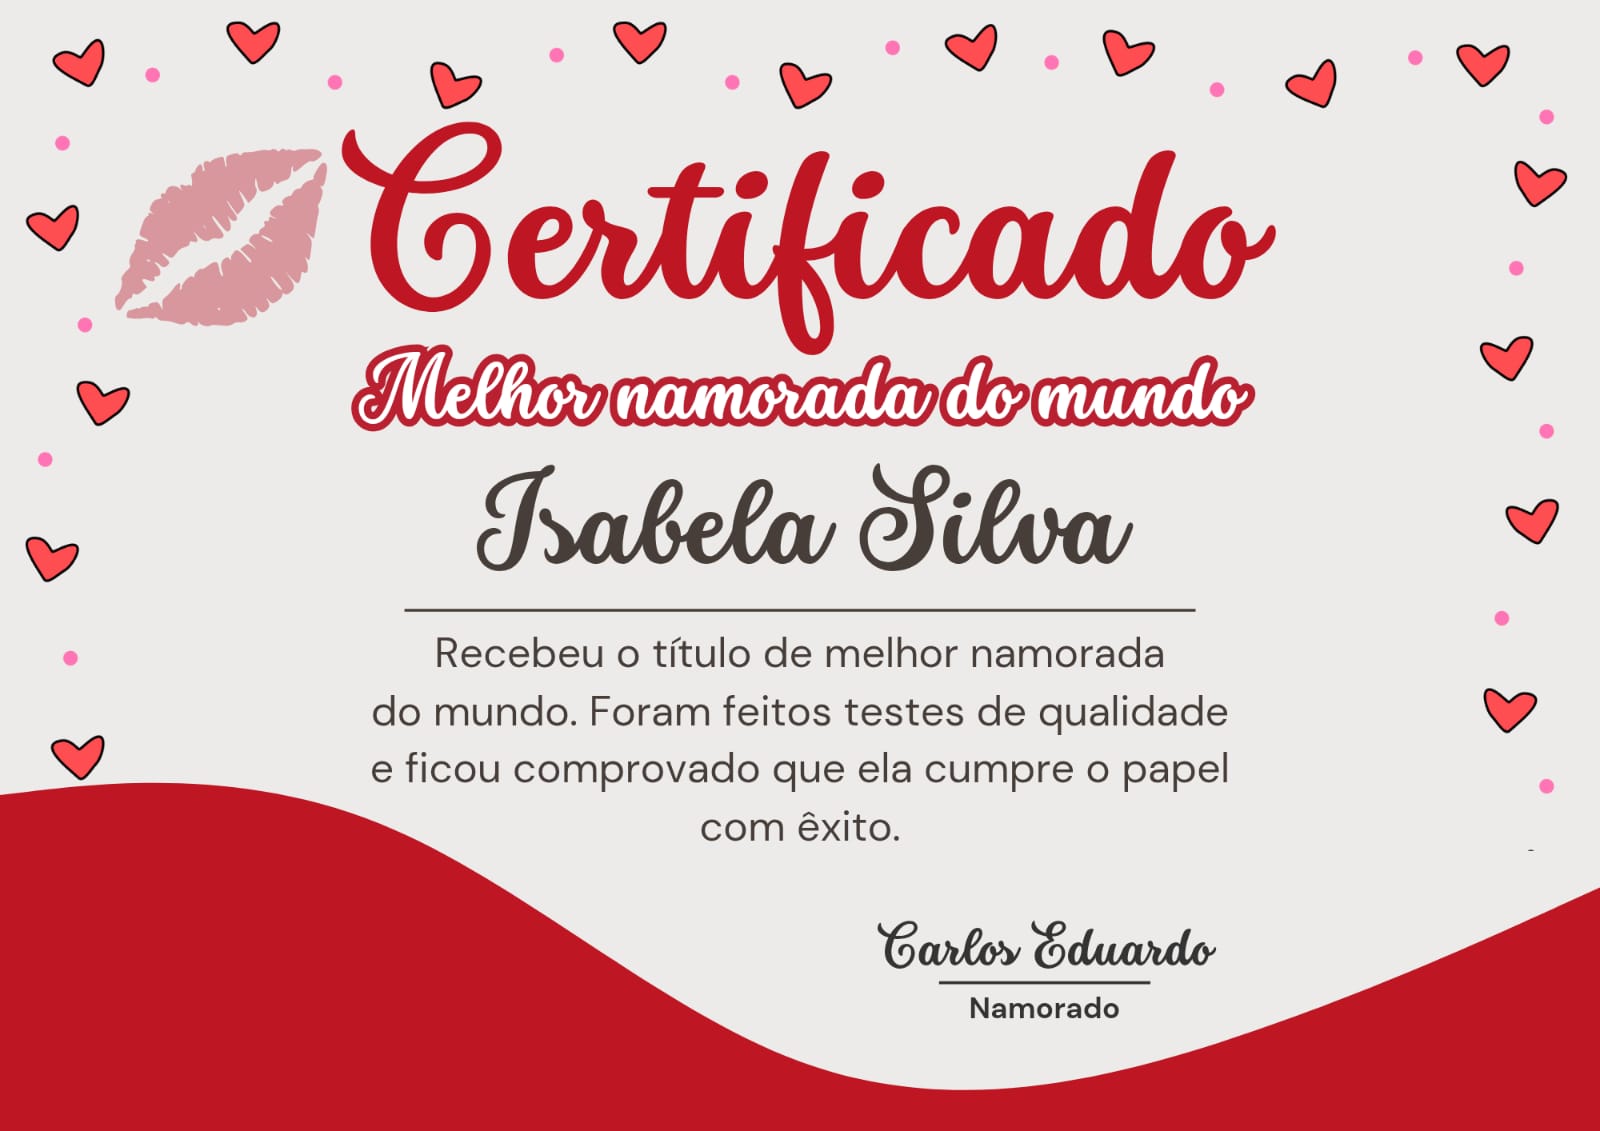 Certificado
Melhor namorada do mundo
Isabela Silva
Recebeu o título de melhor namorada
do mundo. Foram feitos testes de qualidade
e ficou comprovado que ela cumpre o papel
com êxito.
Carlos Eduardo
Namorado